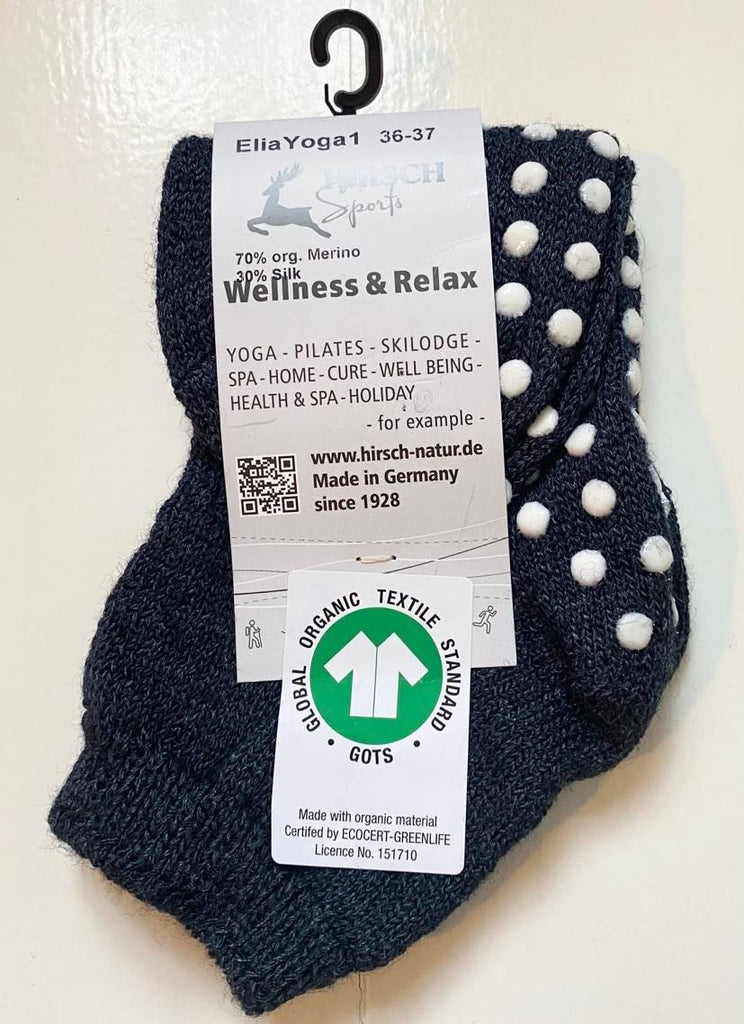 EliaYoga1 36-37
HIRSCH
Sports
70% org. Merino
30% Silk
Wellness & Relax
YOGA - PILATES - SKILODGE -
SPA - HOME - CURE - WELL BEING -
HEALTH & SPA - HOLIDAY
- for example -
www.hirsch-natur.de
Made in Germany
since 1928
GLOBAL ORGANIC TEXTILE STANDARD
• GOTS •
Made with organic material
Certifed by ECOCERT-GREENLIFE
Licence No. 151710